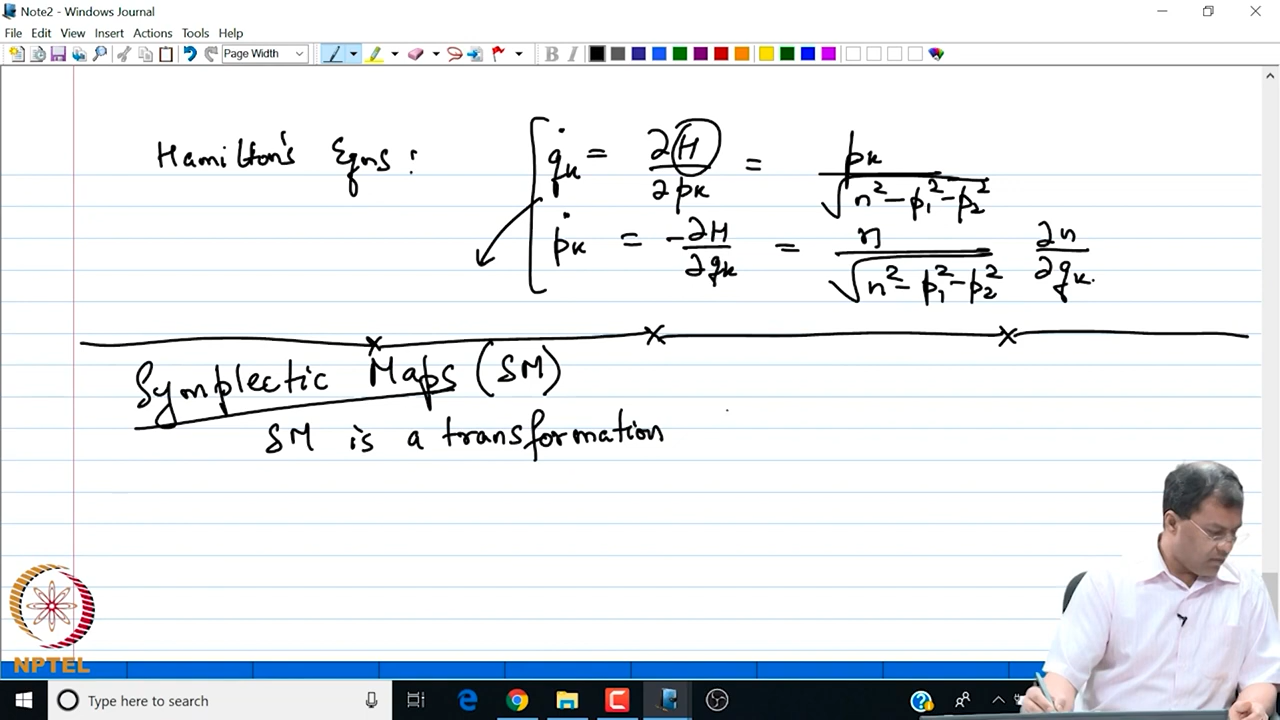 Note2 - Windows Journal
File Edit View Insert Actions Tools Help
Page Width
B I
Hamilton's Eqns : q̇k = ∂H/∂pk = pk/√(n² - p₁² - p₂²)
ṗk = -∂H/∂qk = n/√(n² - p₁² - p₂²) ∂n/∂qk.
Symplectic Maps (SM)
SM is a transformation
NPTEL
Type here to search